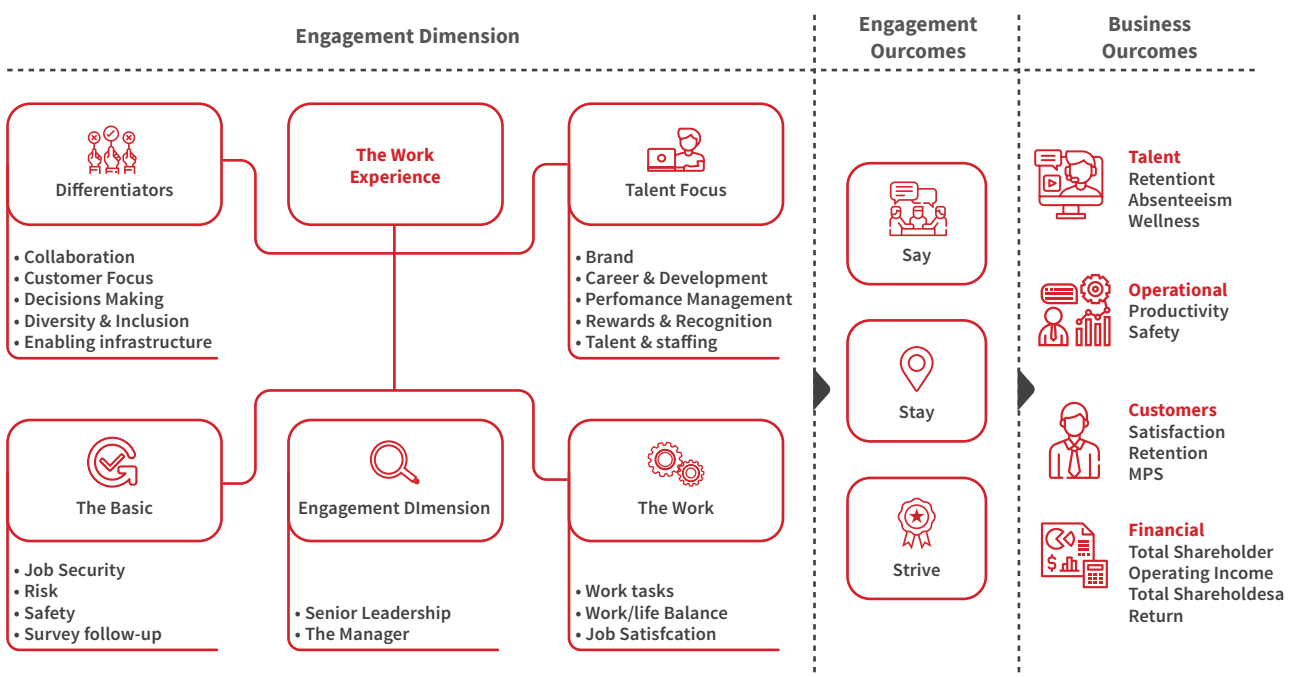 Engagement Dimension
Engagement
Ourcomes
Business
Ourcomes
Differentiators
• Collaboration
• Customer Focus
• Decisions Making
• Diversity & Inclusion
• Enabling infrastructure
The Work
Experience
Talent Focus
• Brand
• Career & Development
• Perfomance Management
• Rewards & Recognition
• Talent & staffing
The Basic
• Job Security
• Risk
• Safety
• Survey follow-up
Engagement DImension
• Senior Leadership
• The Manager
The Work
• Work tasks
• Work/life Balance
• Job Satisfcation
Say
Stay
Strive
Talent
Retentiont
Absenteeism
Wellness
Operational
Productivity
Safety
Customers
Satisfaction
Retention
MPS
Financial
Total Shareholder
Operating Income
Total Shareholdesa
Return
$